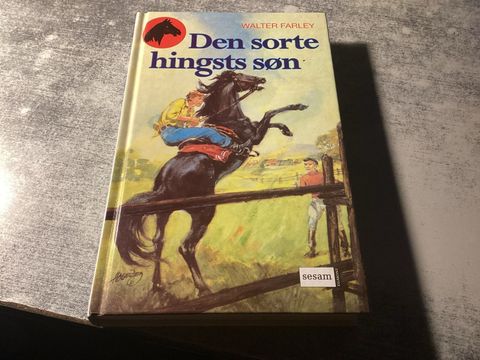 WALTER FARLEY
Den sorte
hingsts søn
sesam